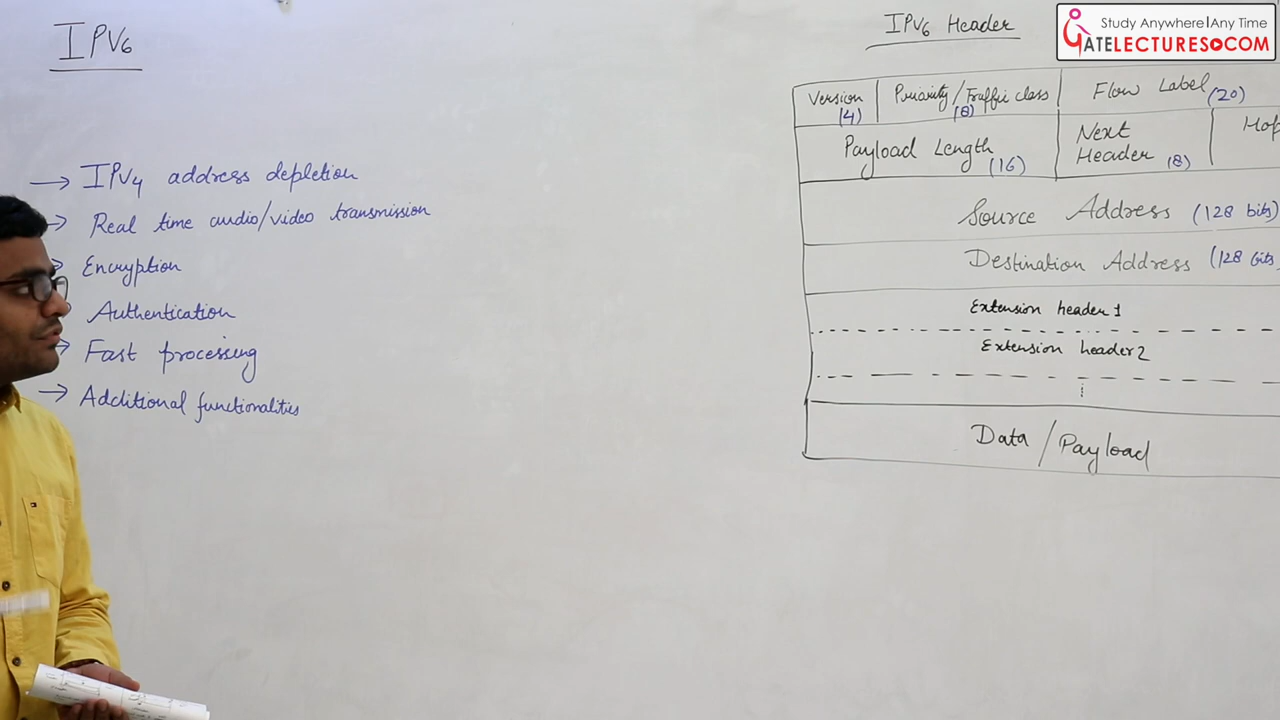 IPV6
→ IPV4 address depletion
→ Real time audio/video transmission
→ Encryption
Authentication
→ Fast processing
→ Additional functionalities
IPV6 Header
Version (4)
Priority/Traffic class (8)
Flow Label (20)
Payload Length (16)
Next Header (8)
Hop
Source Address (128 bits)
Destination Address (128 bits
Extension header 1
Extension header 2
Data / Payload
Study Anywhere|Any Time
GATELECTURES.COM